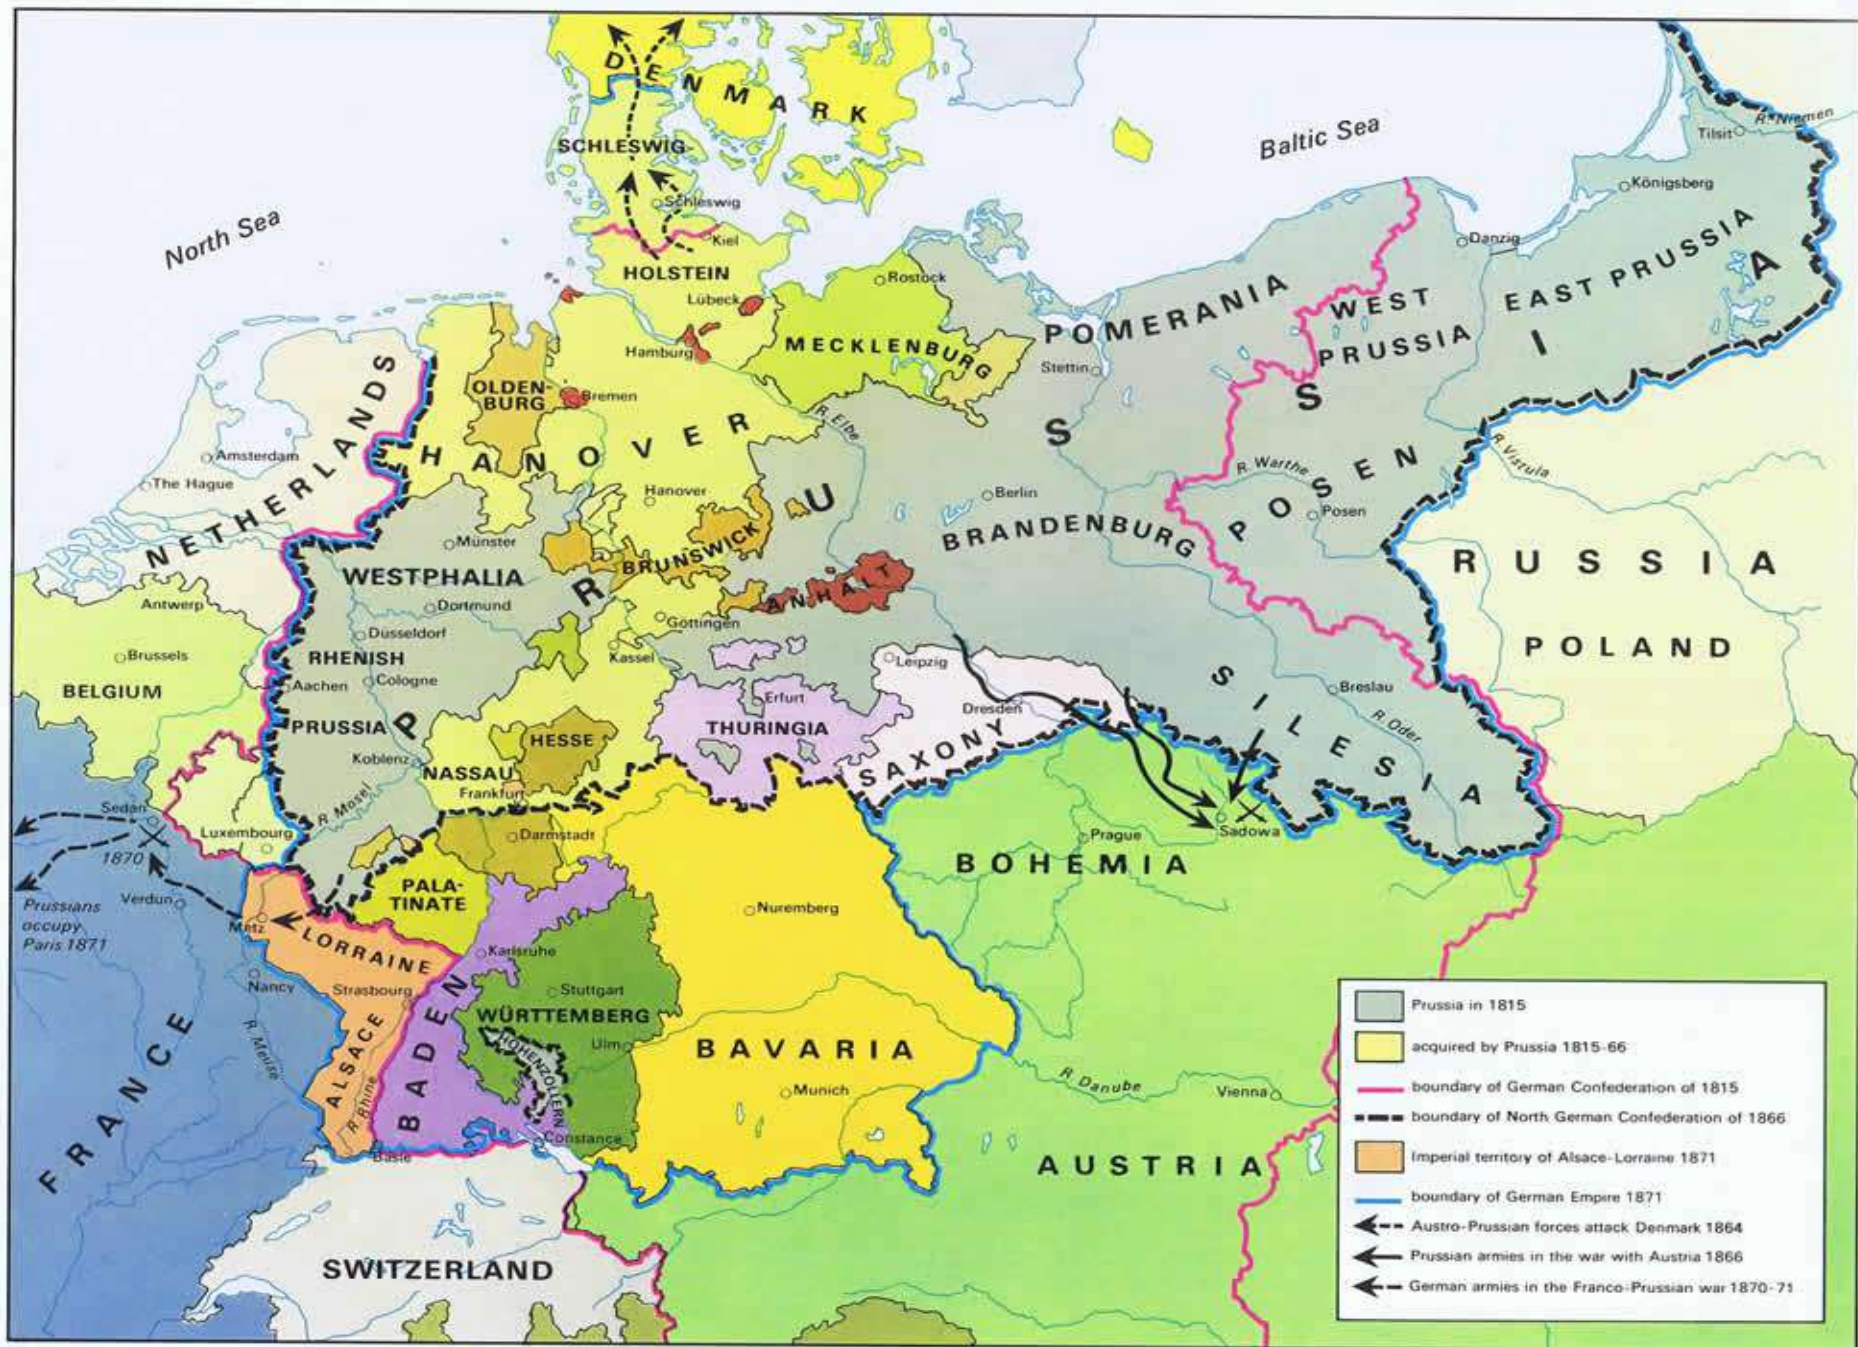 DENMARK
SCHLESWIG-
Schleswig
Kiel
HOLSTEIN
Lübeck
Hamburg
North Sea
Baltic Sea
Tilsit
R. Niemen
Königsberg
Danzig
EAST PRUSSIA
WEST
PRUSSIA
POMERANIA
Rostock
MECKLENBURG
Stettin
OLDEN-
BURG
Bremen
R. Elbe
HANOVER
Hanover
NETHERLANDS
Amsterdam
The Hague
PRUSSIA
Berlin
BRANDENBURG
R. Warthe
POSEN
Posen
R. Vistula
RUSSIA
POLAND
Münster
WESTPHALIA
Dortmund
BRUNSWICK
ANHALT
Göttingen
Kassel
Antwerp
Brussels
BELGIUM
Düsseldorf
RHENISH
Aachen
Cologne
PRUSSIA
Koblenz
NASSAU
Frankfurt
HESSE
Erfurt
THURINGIA
Leipzig
Dresden
SAXONY
SILESIA
Breslau
R. Oder
Sadowa
Prague
BOHEMIA
Sedan
1870
Luxembourg
R. Mosel
Darmstadt
PALA-
TINATE
Prussians
occupy
Paris 1871
Verdun
Metz
LORRAINE
Nancy
Strasbourg
Karlsruhe
Nuremberg
Stuttgart
WÜRTTEMBERG
HOHENZOLLERN
Ulm
BAVARIA
Munich
FRANCE
R. Meuse
ALSACE
R. Rhine
BADEN
Constance
Basle
R. Danube
Vienna
AUSTRIA
SWITZERLAND
Prussia in 1815
acquired by Prussia 1815-66
boundary of German Confederation of 1815
boundary of North German Confederation of 1866
Imperial territory of Alsace-Lorraine 1871
boundary of German Empire 1871
Austro-Prussian forces attack Denmark 1864
Prussian armies in the war with Austria 1866
German armies in the Franco-Prussian war 1870-71